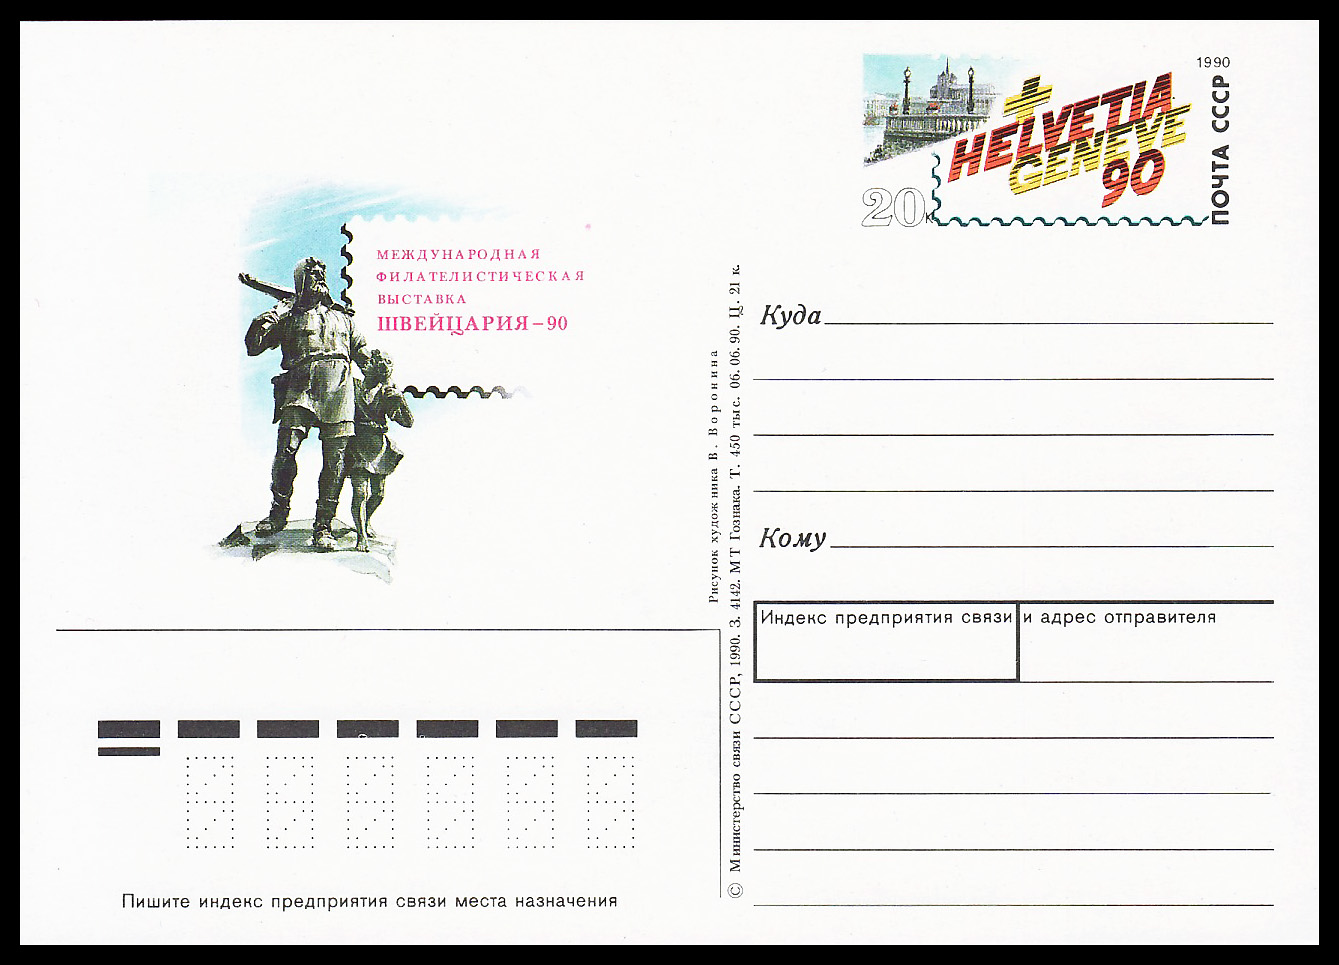 1990
HELVETIA
GENÈVE
90
ПОЧТА СССР
20 к
МЕЖДУНАРОДНАЯ
ФИЛАТЕЛИСТИЧЕСКАЯ
ВЫСТАВКА
ШВЕЙЦАРИЯ–90
Рисунок художника В. Воронина
© Министерство связи СССР, 1990. З. 4142. МТ Гознака. Т. 450 тыс. 06.06.90. Ц. 21 к.
Куда
Кому
Индекс предприятия связи и адрес отправителя
Пишите индекс предприятия связи места назначения